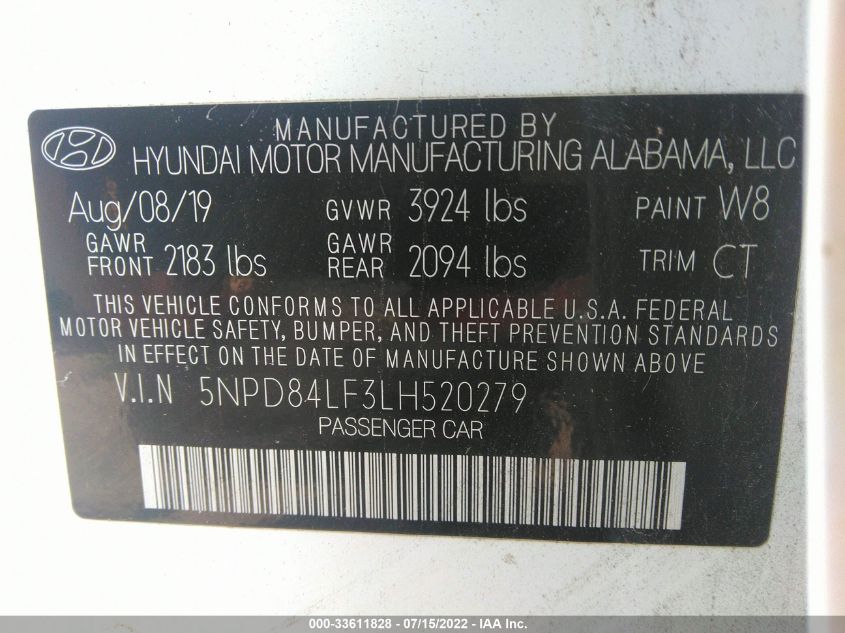 MANUFACTURED BY
HYUNDAI MOTOR MANUFACTURING ALABAMA, LLC
Aug/08/19 GVWR 3924 lbs PAINT W8
GAWR FRONT 2183 lbs GAWR REAR 2094 lbs TRIM CT
THIS VEHICLE CONFORMS TO ALL APPLICABLE U.S.A. FEDERAL
MOTOR VEHICLE SAFETY, BUMPER, AND THEFT PREVENTION STANDARDS
IN EFFECT ON THE DATE OF MANUFACTURE SHOWN ABOVE
V.I.N 5NPD84LF3LH520279
PASSENGER CAR
000-33611828 - 07/15/2022 - IAA Inc.